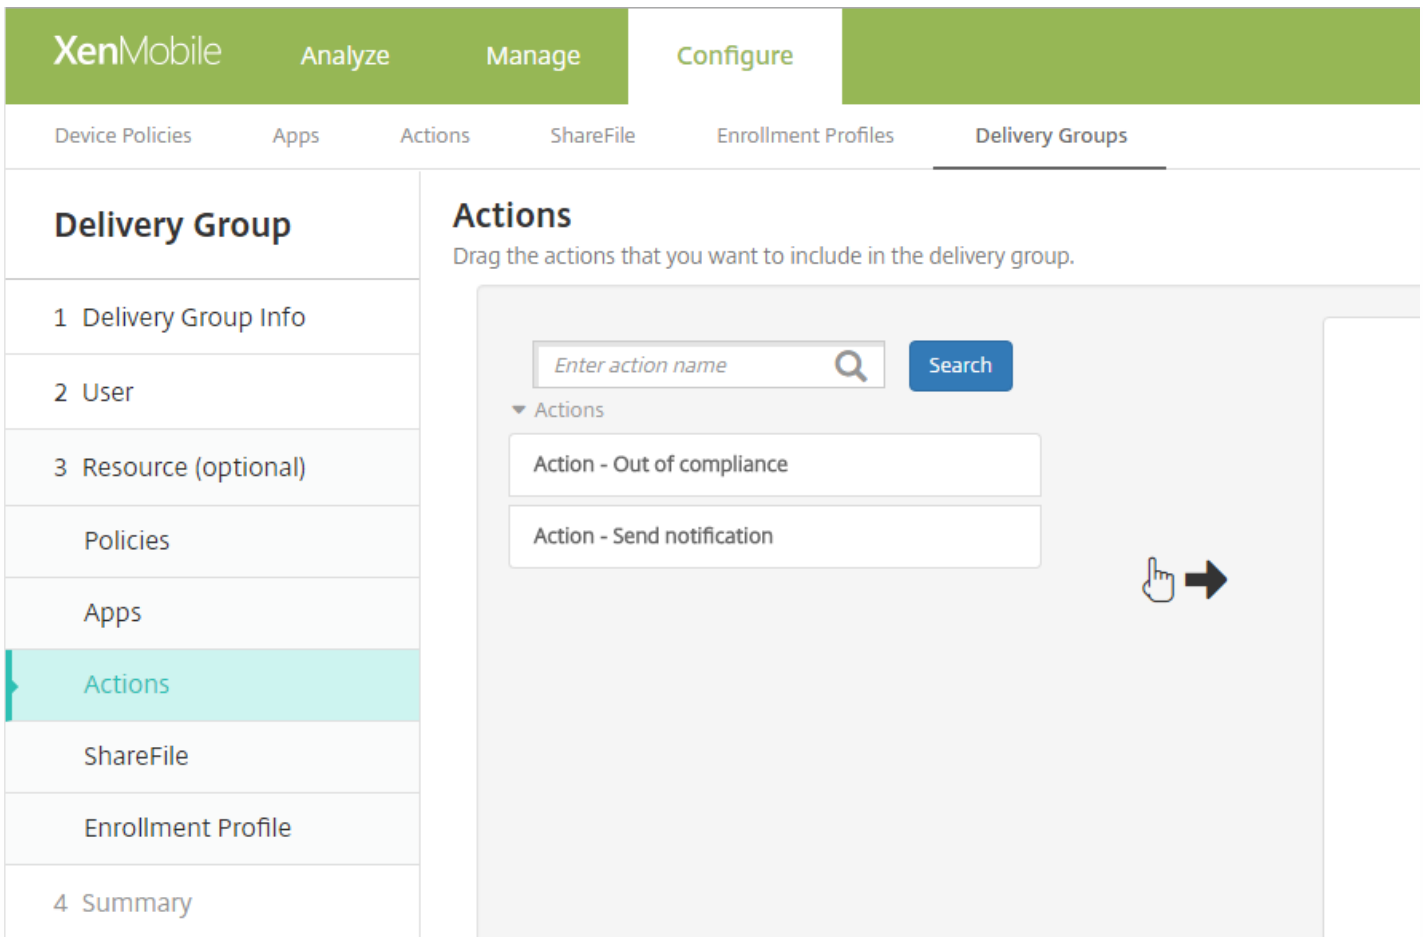 XenMobile Analyze Manage Configure
Device Policies Apps Actions ShareFile Enrollment Profiles Delivery Groups
Delivery Group
1 Delivery Group Info
2 User
3 Resource (optional)
Policies
Apps
Actions
ShareFile
Enrollment Profile
4 Summary
Actions
Drag the actions that you want to include in the delivery group.
Enter action name Search
Actions
Action - Out of compliance
Action - Send notification